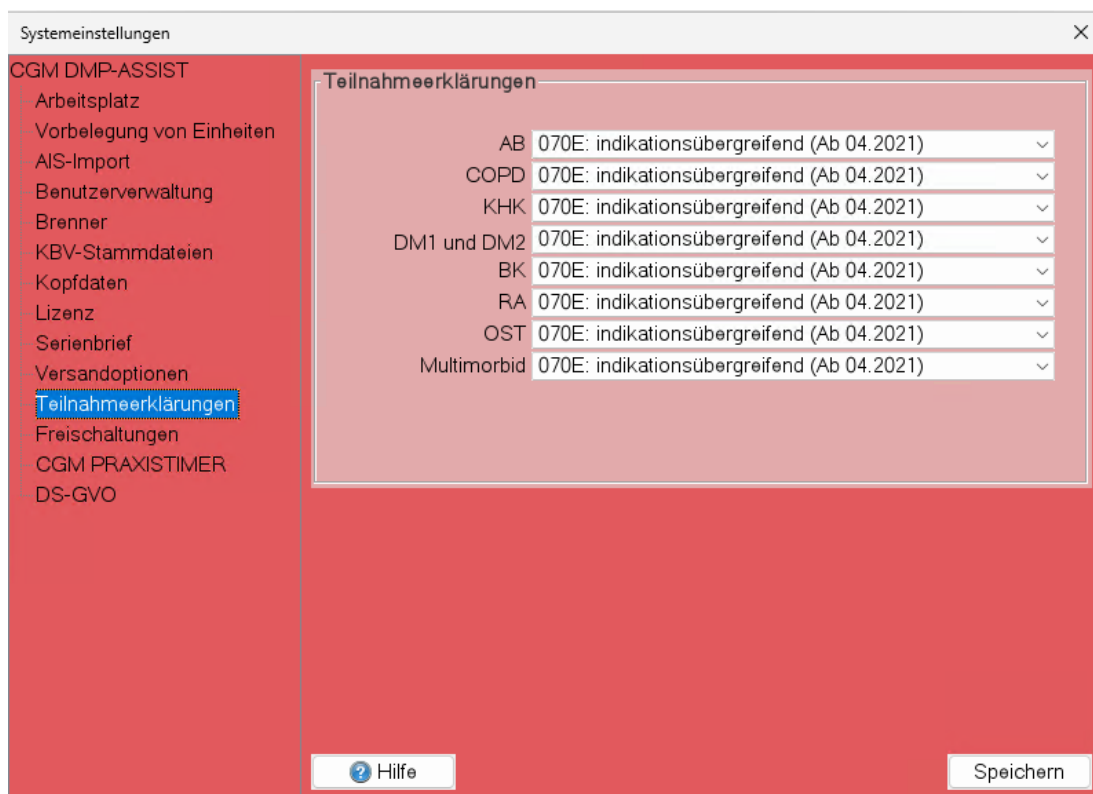 Systemeinstellungen
CGM DMP-ASSIST
Arbeitsplatz
Vorbelegung von Einheiten
AIS-Import
Benutzerverwaltung
Brenner
KBV-Stammdateien
Kopfdaten
Lizenz
Serienbrief
Versandoptionen
Teilnahmeerklärungen
Freischaltungen
CGM PRAXISTIMER
DS-GVO
Teilnahmeerklärungen
AB 070E: indikationsübergreifend (Ab 04.2021)
COPD 070E: indikationsübergreifend (Ab 04.2021)
KHK 070E: indikationsübergreifend (Ab 04.2021)
DM1 und DM2 070E: indikationsübergreifend (Ab 04.2021)
BK 070E: indikationsübergreifend (Ab 04.2021)
RA 070E: indikationsübergreifend (Ab 04.2021)
OST 070E: indikationsübergreifend (Ab 04.2021)
Multimorbid 070E: indikationsübergreifend (Ab 04.2021)
Hilfe
Speichern